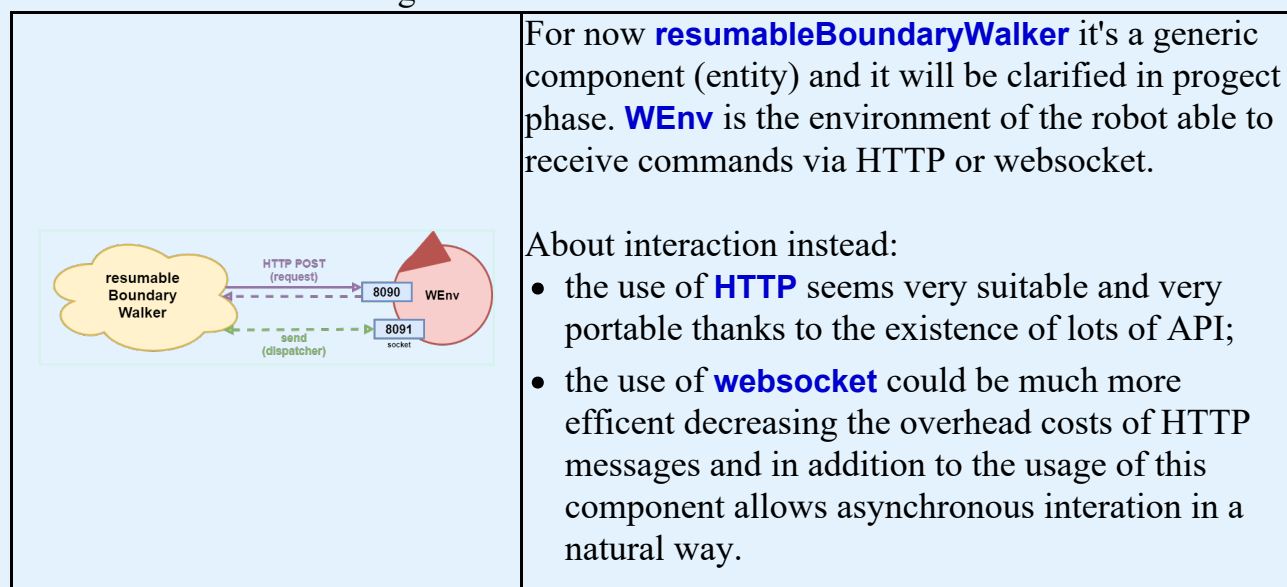 For now resumableBoundaryWalker it's a generic
component (entity) and it will be clarified in progect
phase. WEnv is the environment of the robot able to
receive commands via HTTP or websocket.
About interaction instead:
• the use of HTTP seems very suitable and very
portable thanks to the existence of lots of API;
• the use of websocket could be much more
efficent decreasing the overhead costs of HTTP
messages and in addition to the usage of this
component allows asynchronous interation in a
natural way.
resumable
Boundary
Walker
HTTP POST
(request)
8090
WEnv
8091
socket
send
(dispatcher)